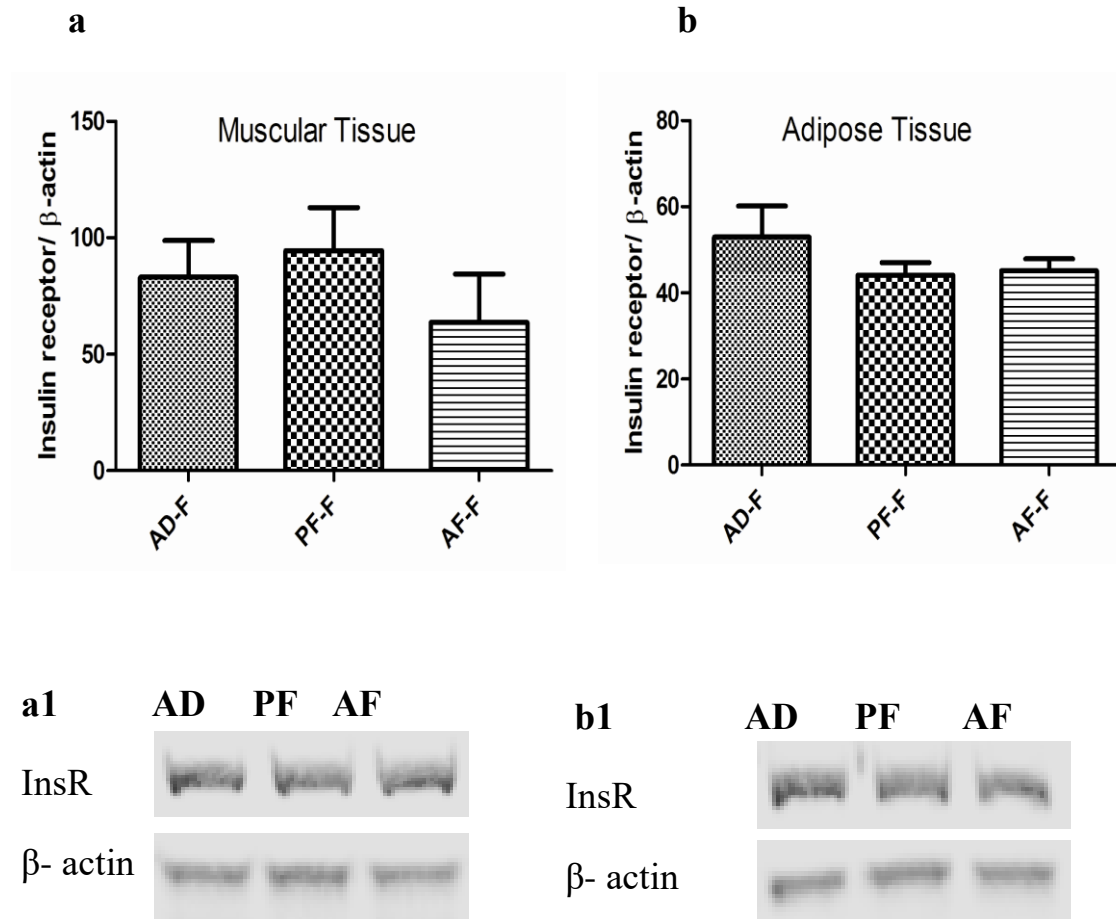 a
b
Muscular Tissue
Insulin receptor/ β-actin
150
100
50
0
AD-F
PF-F
AF-F
Adipose Tissue
Insulin receptor/ β-actin
80
60
40
20
0
AD-F
PF-F
AF-F
a1 AD PF AF
InsR
β- actin
b1 AD PF AF
InsR
β- actin